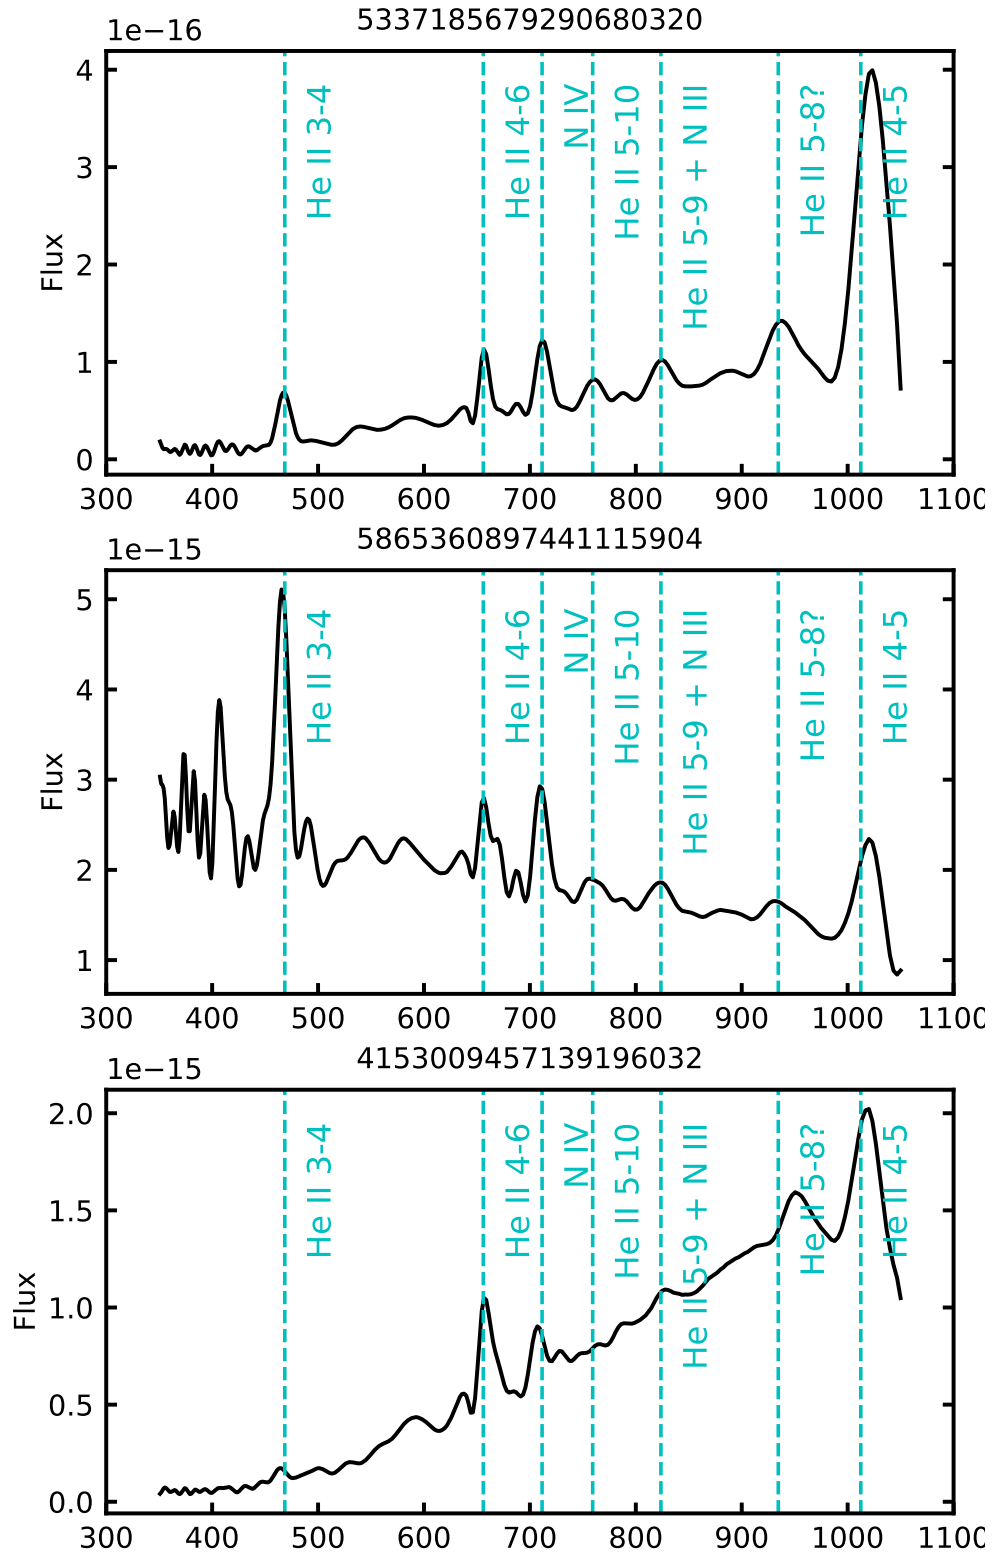 5337185679290680320
1e−16
Flux
4
3
2
1
0
He II 3-4
He II 4-6
N IV
He II 5-10
He II 5-9 + N III
He II 5-8?
He II 4-5
300 400 500 600 700 800 900 1000 1100
5865360897441115904
1e−15
Flux
5
4
3
2
1
He II 3-4
He II 4-6
N IV
He II 5-10
He II 5-9 + N III
He II 5-8?
He II 4-5
300 400 500 600 700 800 900 1000 1100
4153009457139196032
1e−15
Flux
2.0
1.5
1.0
0.5
0.0
He II 3-4
He II 4-6
N IV
He II 5-10
He II 5-9 + N III
He II 5-8?
He II 4-5
300 400 500 600 700 800 900 1000 1100